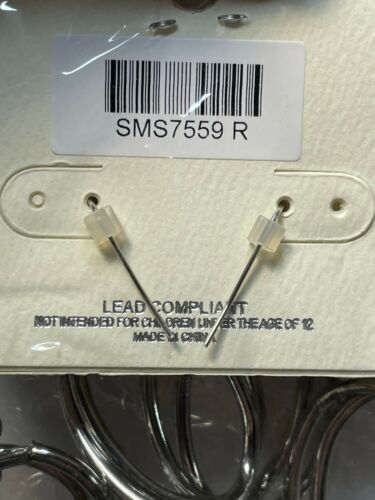 SMS7559 R
LEAD COMPLIANT
NOT INTENDED FOR CHILDREN UNDER THE AGE OF 12
MADE IN CHINA